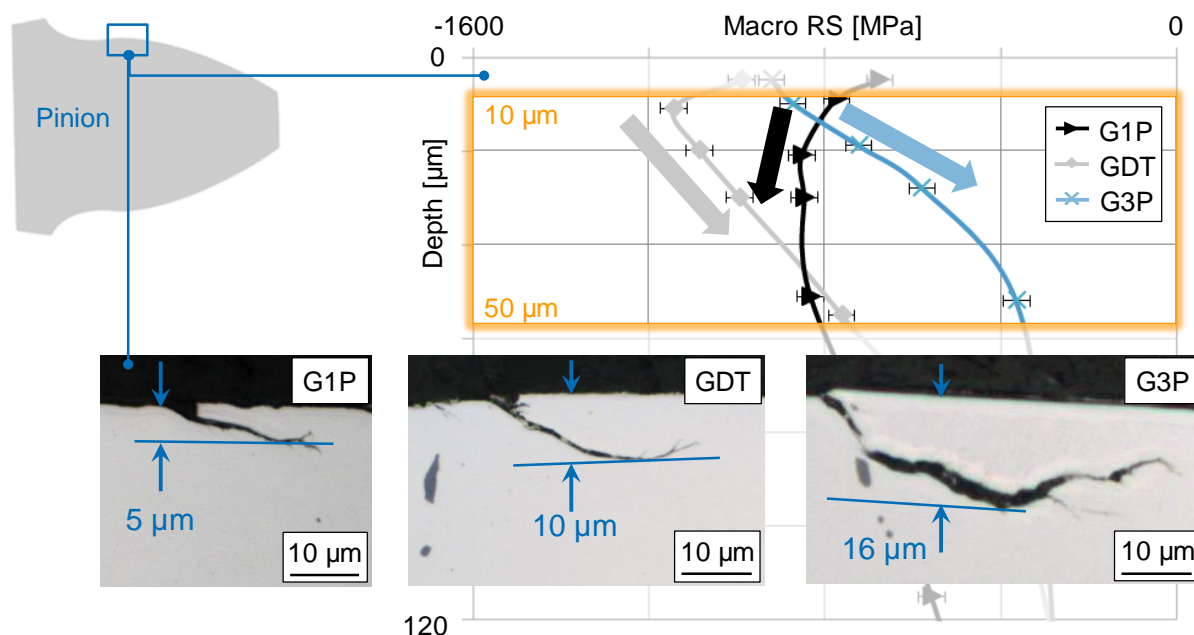 -1600
Macro RS [MPa]
0
0
Pinion
Depth [µm]
10 µm
50 µm
G1P
GDT
G3P
G1P
5 µm
10 µm
GDT
10 µm
10 µm
G3P
16 µm
10 µm
120